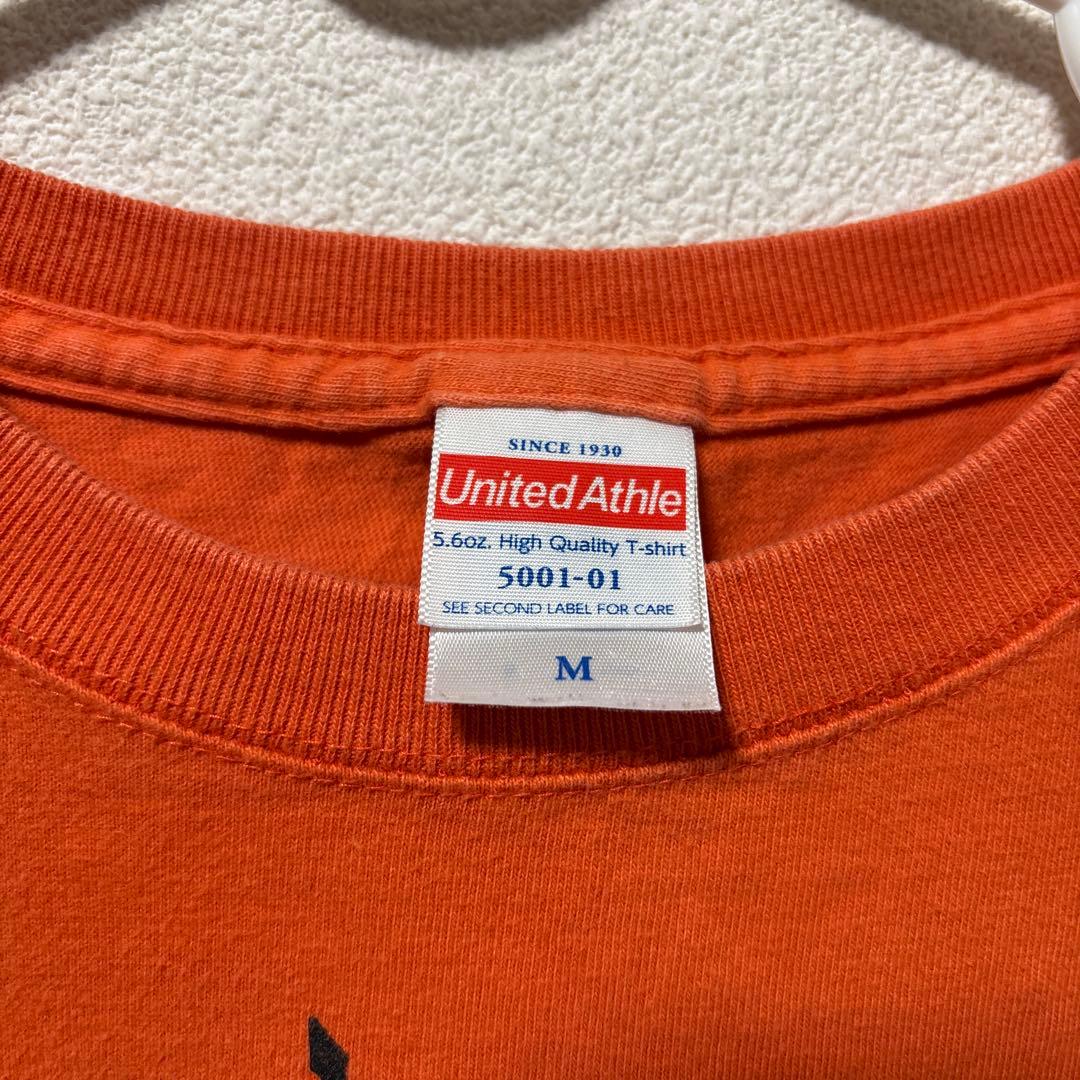 SINCE 1930
United Athle
5.6oz. High Quality T-shirt
5001-01
SEE SECOND LABEL FOR CARE
M